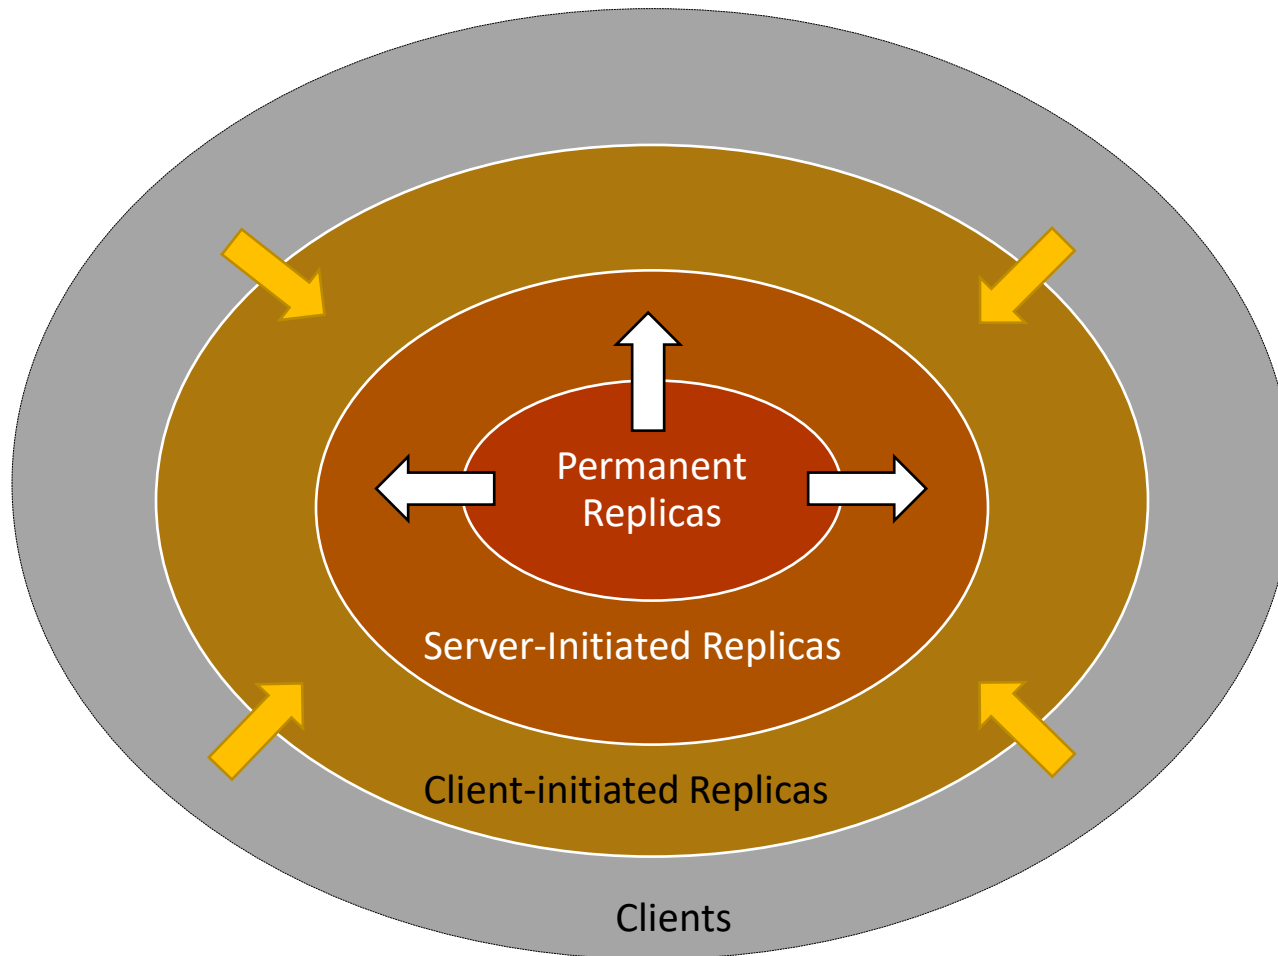 Permanent
Replicas
Server-Initiated Replicas
Client-initiated Replicas
Clients